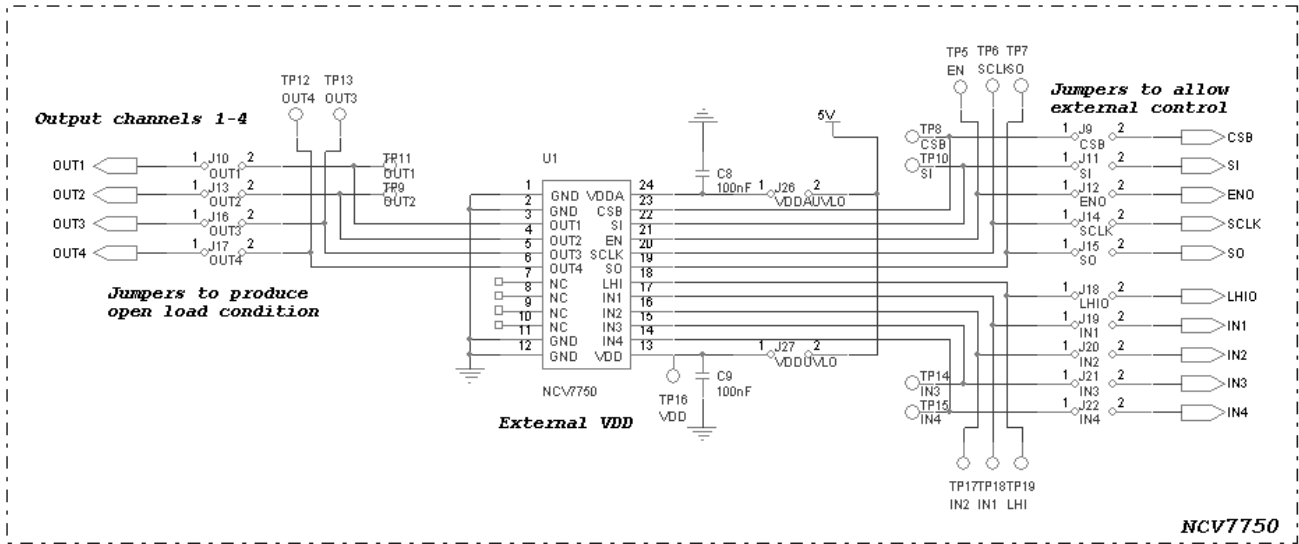 TP5 TP6 TP7
EN SCLK SO
TP12 TP13
OUT4 OUT3
Jumpers to allow
external control
Output channels 1-4
5V
TP8
CSB
1 J9 2
CSB
CSB
OUT1
1 J10 2
OUT1
TP11
OUT1
U1
TP10
SI
1 J11 2
SI
SI
OUT2
1 J13 2
OUT2
TP9
OUT2
C8
100nF
1 J26 2
VDDAUVLO
1 J12 2
ENO
ENO
OUT3
1 J16 2
OUT3
1 J14 2
SCLK
SCLK
OUT4
1 J17 2
OUT4
1 J15 2
SO
SO
1 GND VDDA 24
2 GND CSB 23
3 OUT1 SI 22
4 OUT2 EN 21
5 OUT3 SCLK 20
6 OUT4 SO 19
7 NC LHI 18
8 NC IN1 17
9 NC IN2 16
10 NC IN3 15
11 GND IN4 14
12 GND VDD 13
Jumpers to produce
open load condition
1 J18 2
LHIO
LHIO
1 J19 2
IN1
IN1
1 J20 2
IN2
IN2
1 J27 2
VDDUVLO
C9
100nF
TP14
IN3
1 J21 2
IN3
IN3
NCV7750
TP16
VDD
TP15
IN4
1 J22 2
IN4
IN4
External VDD
TP17 TP18 TP19
IN2 IN1 LHI
NCV7750